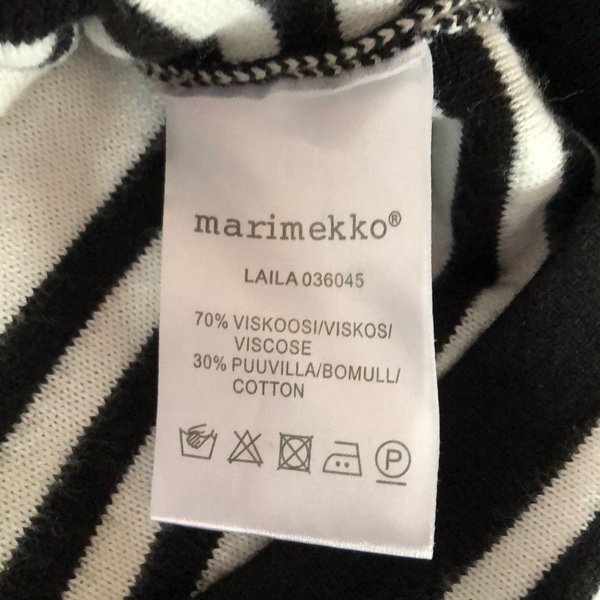 marimekko®
LAILA 036045
70% VISKOOSI/VISKOS/
VISCOSE
30% PUUVILLA/BOMULL/
COTTON
P